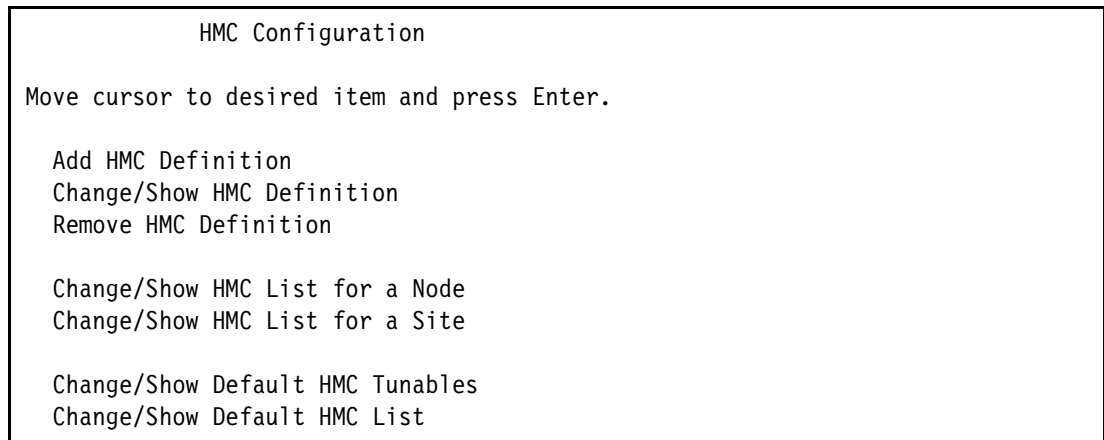 HMC Configuration
Move cursor to desired item and press Enter.
Add HMC Definition
Change/Show HMC Definition
Remove HMC Definition
Change/Show HMC List for a Node
Change/Show HMC List for a Site
Change/Show Default HMC Tunables
Change/Show Default HMC List